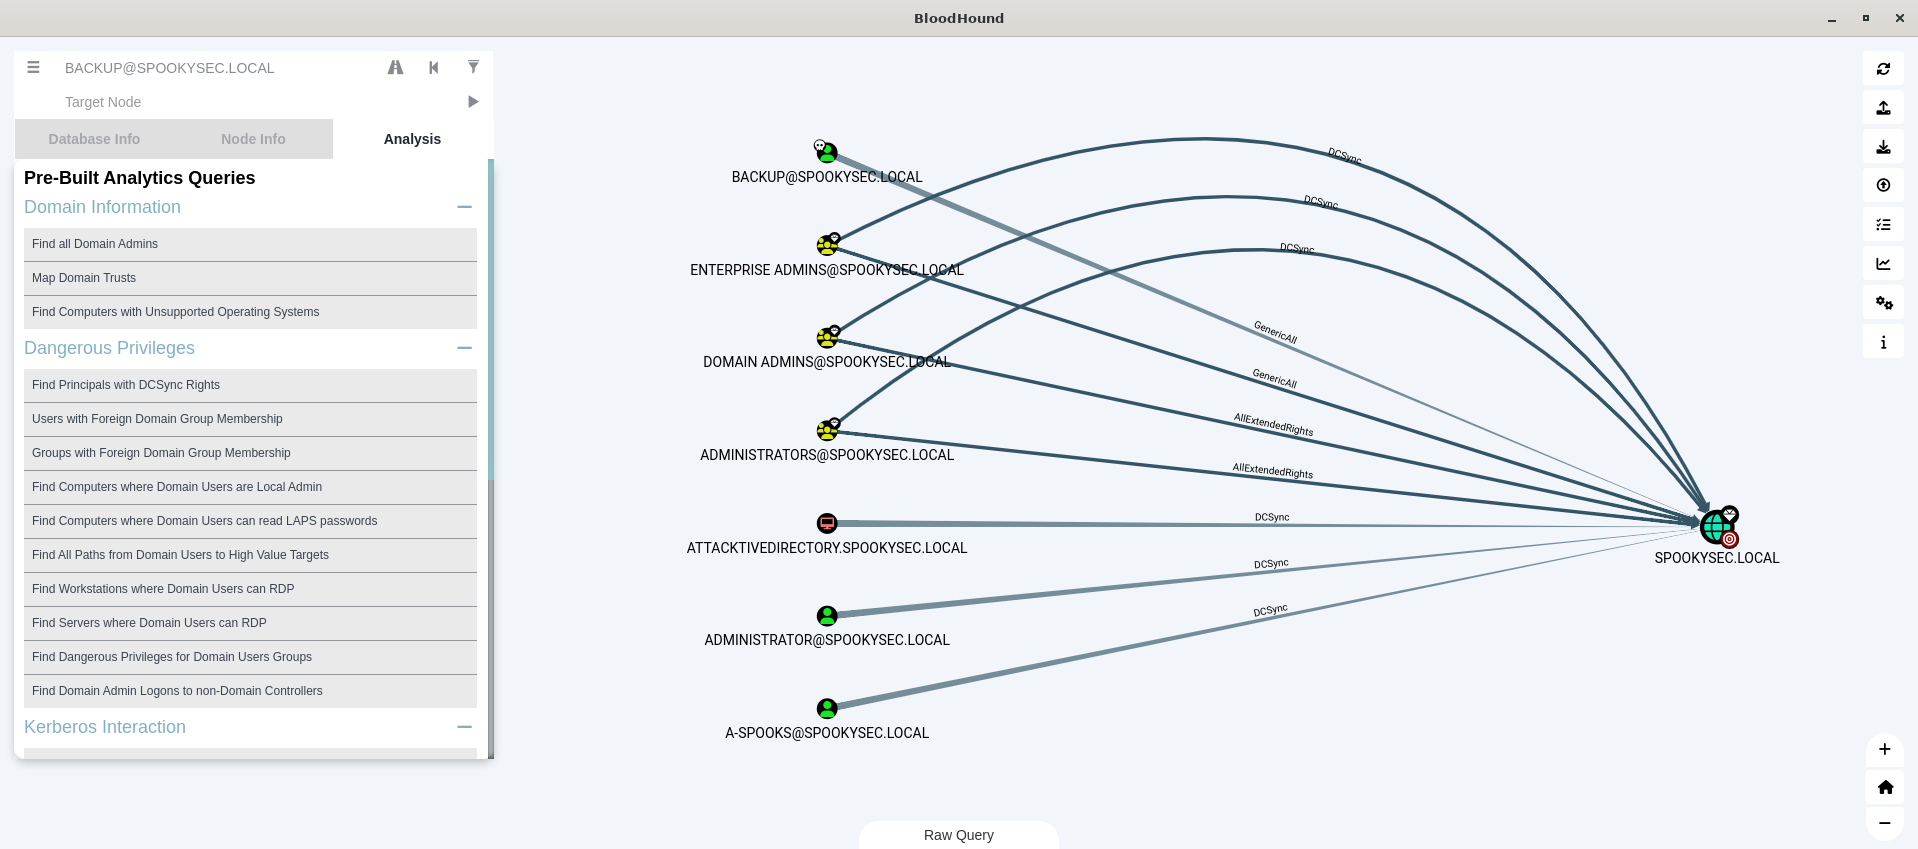 BloodHound
BACKUP@SPOOKYSEC.LOCAL
Target Node
Database Info
Node Info
Analysis
Pre-Built Analytics Queries
Domain Information
Find all Domain Admins
Map Domain Trusts
Find Computers with Unsupported Operating Systems
Dangerous Privileges
Find Principals with DCSync Rights
Users with Foreign Domain Group Membership
Groups with Foreign Domain Group Membership
Find Computers where Domain Users are Local Admin
Find Computers where Domain Users can read LAPS passwords
Find All Paths from Domain Users to High Value Targets
Find Workstations where Domain Users can RDP
Find Servers where Domain Users can RDP
Find Dangerous Privileges for Domain Users Groups
Find Domain Admin Logons to non-Domain Controllers
Kerberos Interaction
BACKUP@SPOOKYSEC.LOCAL
ENTERPRISE ADMINS@SPOOKYSEC.LOCAL
DOMAIN ADMINS@SPOOKYSEC.LOCAL
ADMINISTRATORS@SPOOKYSEC.LOCAL
ATTACKTIVEDIRECTORY.SPOOKYSEC.LOCAL
ADMINISTRATOR@SPOOKYSEC.LOCAL
A-SPOOKS@SPOOKYSEC.LOCAL
DCSync
DCSync
DCSync
GenericAll
GenericAll
AllExtendedRights
AllExtendedRights
DCSync
DCSync
DCSync
SPOOKYSEC.LOCAL
Raw Query